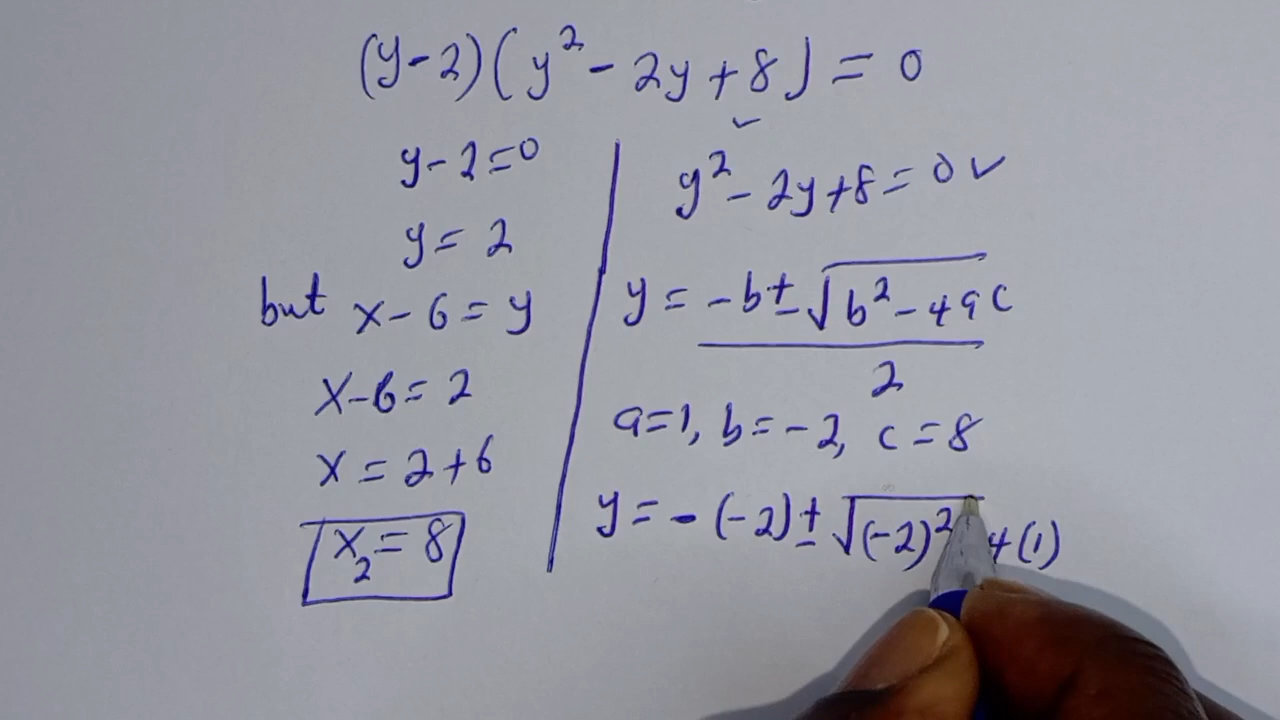 (y-2)(y²-2y+8)=0
y-2=0
y=2
but x-6=y
x-6=2
x=2+6
x₂=8
y²-2y+8=0 ✓
y=-b±√b²-4ac
2
a=1, b=-2, c=8
y=-(-2)±√(-2)² 4(1)